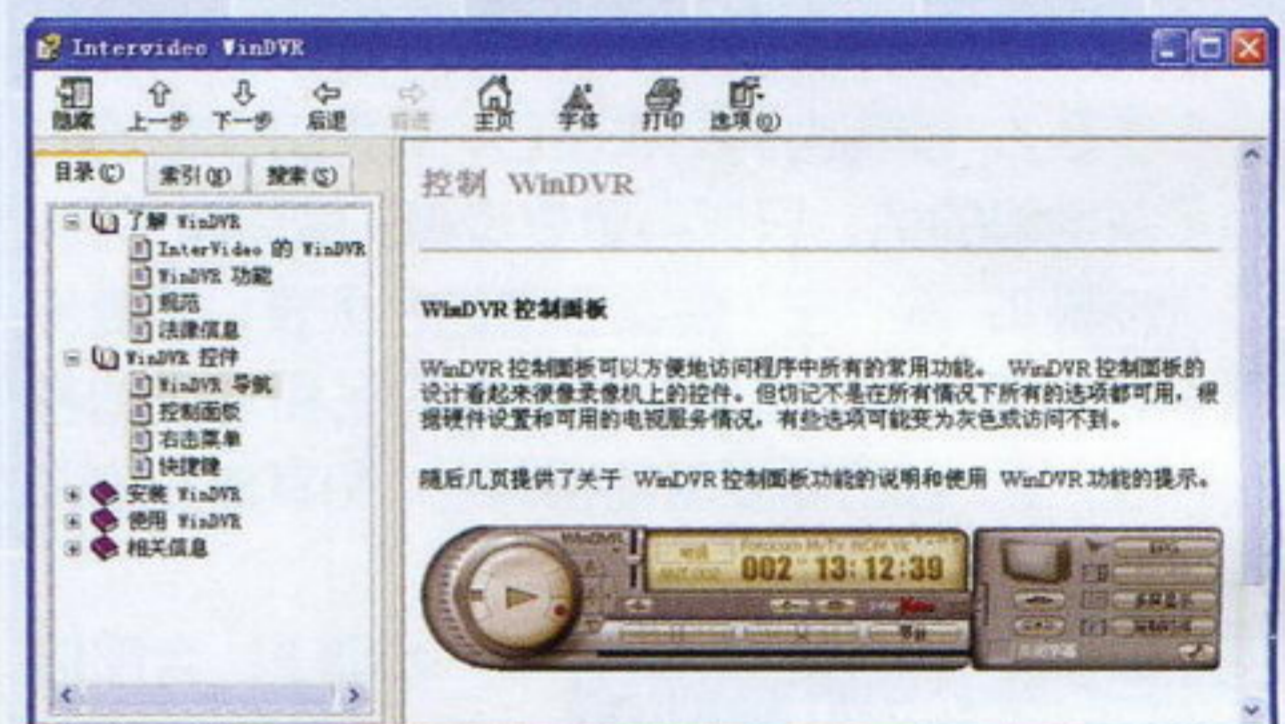 Intervideo WinDVR
隐藏 上一步 下一步 后退 前进 主页 字体 打印 选项(O)
目录(C) 索引(N) 搜索(S)
了解 WinDVR
InterVideo 的 WinDVR
WinDVR 功能
规范
法律信息
WinDVR 控件
WinDVR 导航
控制面板
右击菜单
快捷键
安装 WinDVR
使用 WinDVR
相关信息
控制 WinDVR
WinDVR 控制面板
WinDVR 控制面板可以方便地访问程序中所有的常用功能。 WinDVR 控制面板的
设计看起来很像录像机上的控件。但切记不是在所有情况下所有的选项都可用，根
据硬件设置和可用的电视服务情况，有些选项可能变为灰色或访问不到。
随后几页提供了关于 WinDVR 控制面板功能的说明和使用 WinDVR 功能的提示。
WinDVR
002 13:12:39
EPG
多屏显示